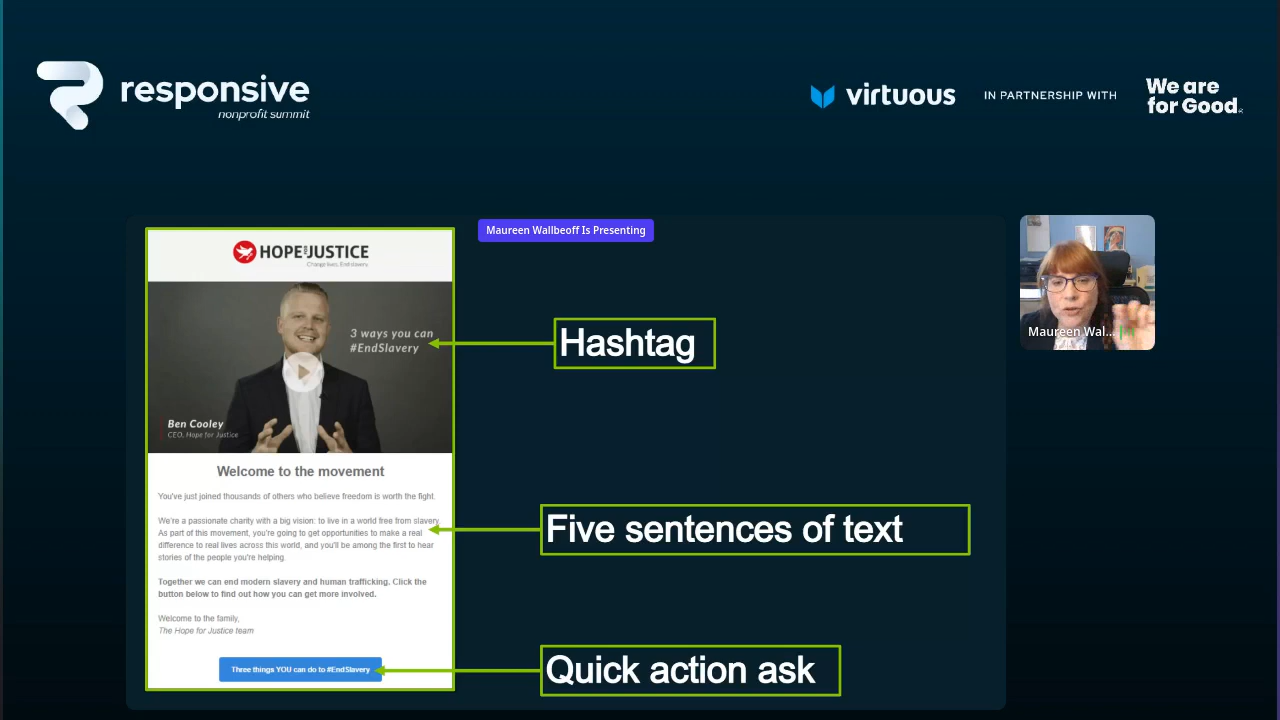 responsive
nonprofit summit
virtuous
IN PARTNERSHIP WITH
We are
for Good.
Maureen Wallbeoff Is Presenting
HOPE FOR JUSTICE
Change lives. End slavery.
3 ways you can
#EndSlavery
Hashtag
Ben Cooley
CEO, Hope for Justice
Maureen Wal...
Welcome to the movement
You've just joined thousands of others who believe freedom is worth the fight.
We're a passionate charity with a big vision: to live in a world free from slavery.
As part of this movement, you're going to get opportunities to make a real
difference to real lives across this world, and you'll be among the first to hear
stories of the people you're helping.
Five sentences of text
Together we can end modern slavery and human trafficking. Click the
button below to find out how you can get more involved.
Welcome to the family,
The Hope for Justice team
Three things YOU can do to #EndSlavery
Quick action ask